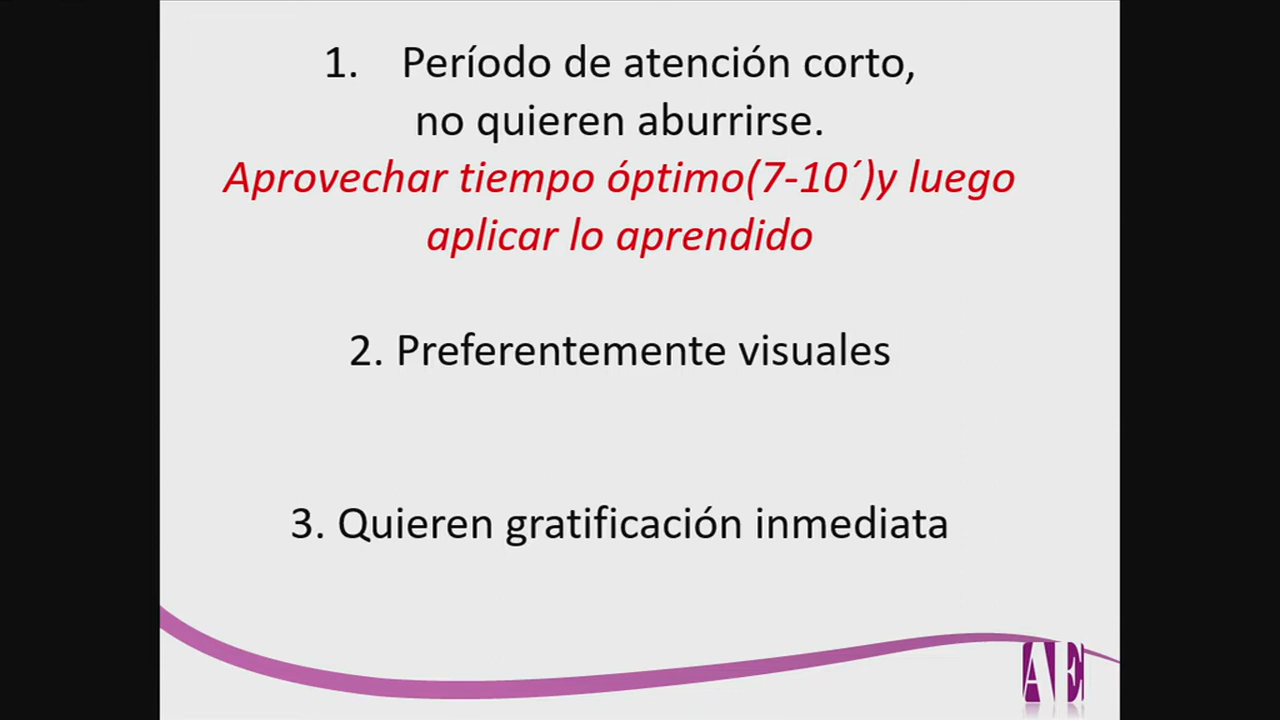 1. Período de atención corto,
no quieren aburrirse.
Aprovechar tiempo óptimo(7-10´)y luego
aplicar lo aprendido
2. Preferentemente visuales
3. Quieren gratificación inmediata
AE